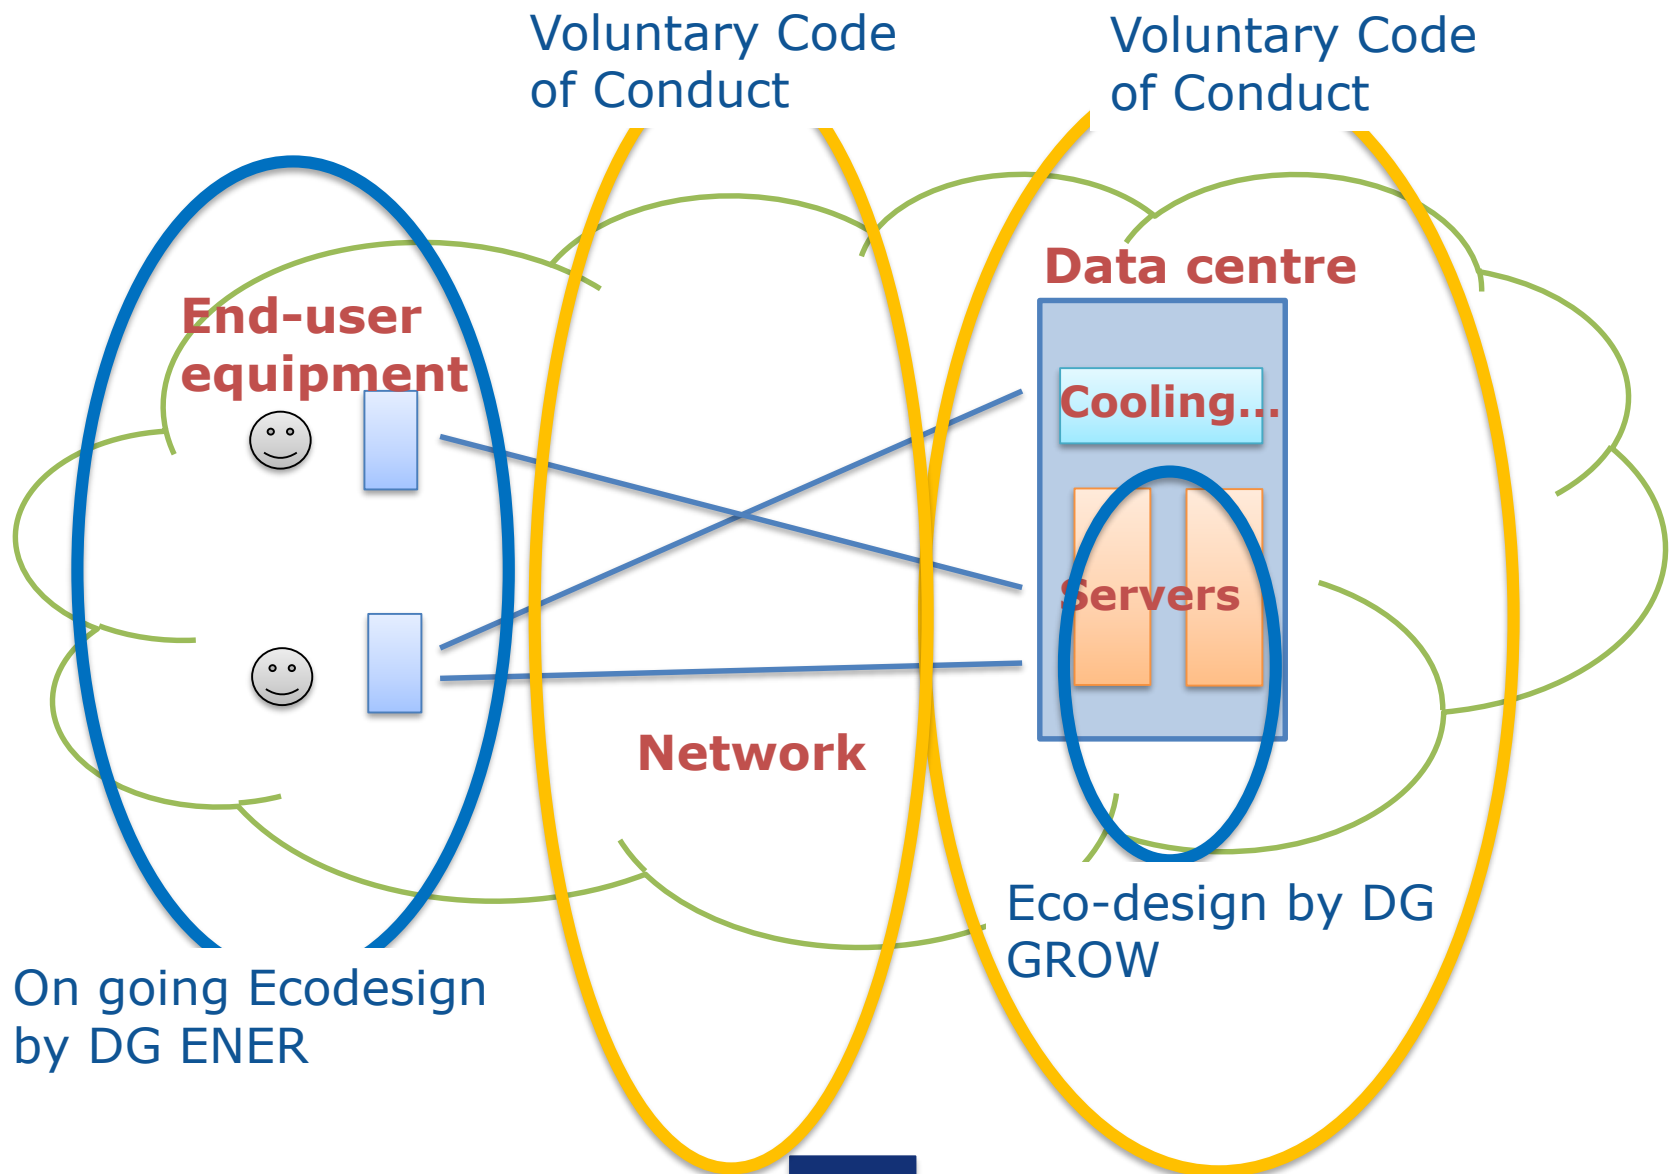 Voluntary Code
of Conduct
Voluntary Code
of Conduct
End-user
equipment
Data centre
Cooling...
Servers
Network
Eco-design by DG
GROW
On going Ecodesign
by DG ENER